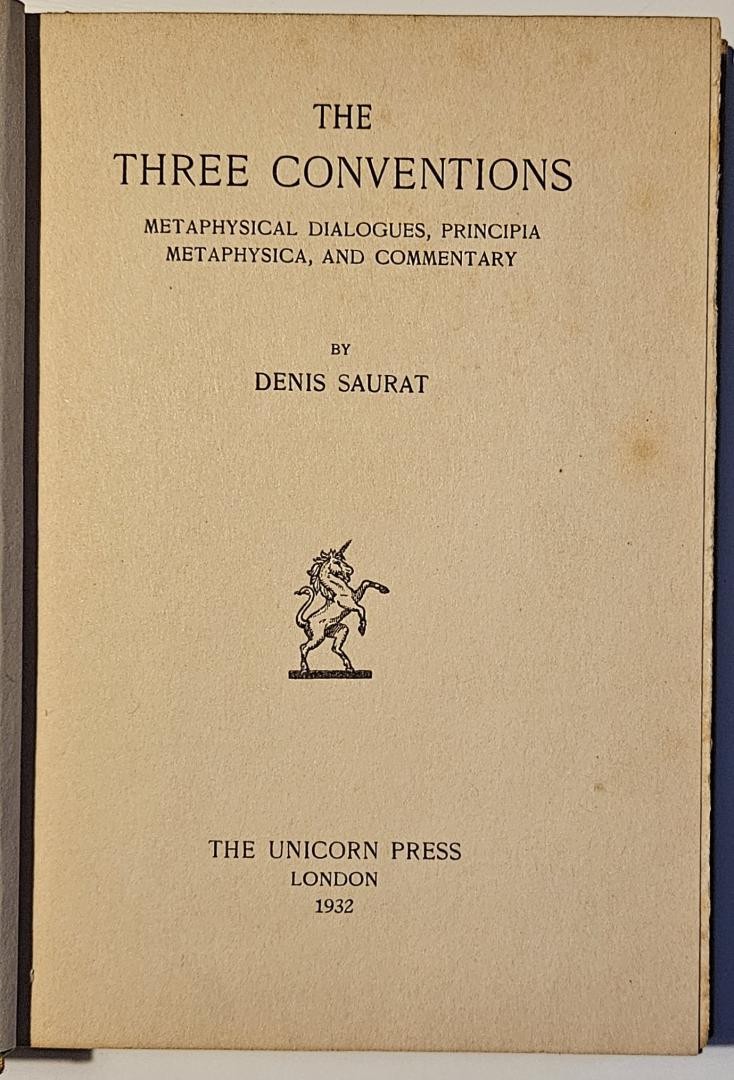 THE
THREE CONVENTIONS
METAPHYSICAL DIALOGUES, PRINCIPIA
METAPHYSICA, AND COMMENTARY
BY
DENIS SAURAT
THE UNICORN PRESS
LONDON
1932